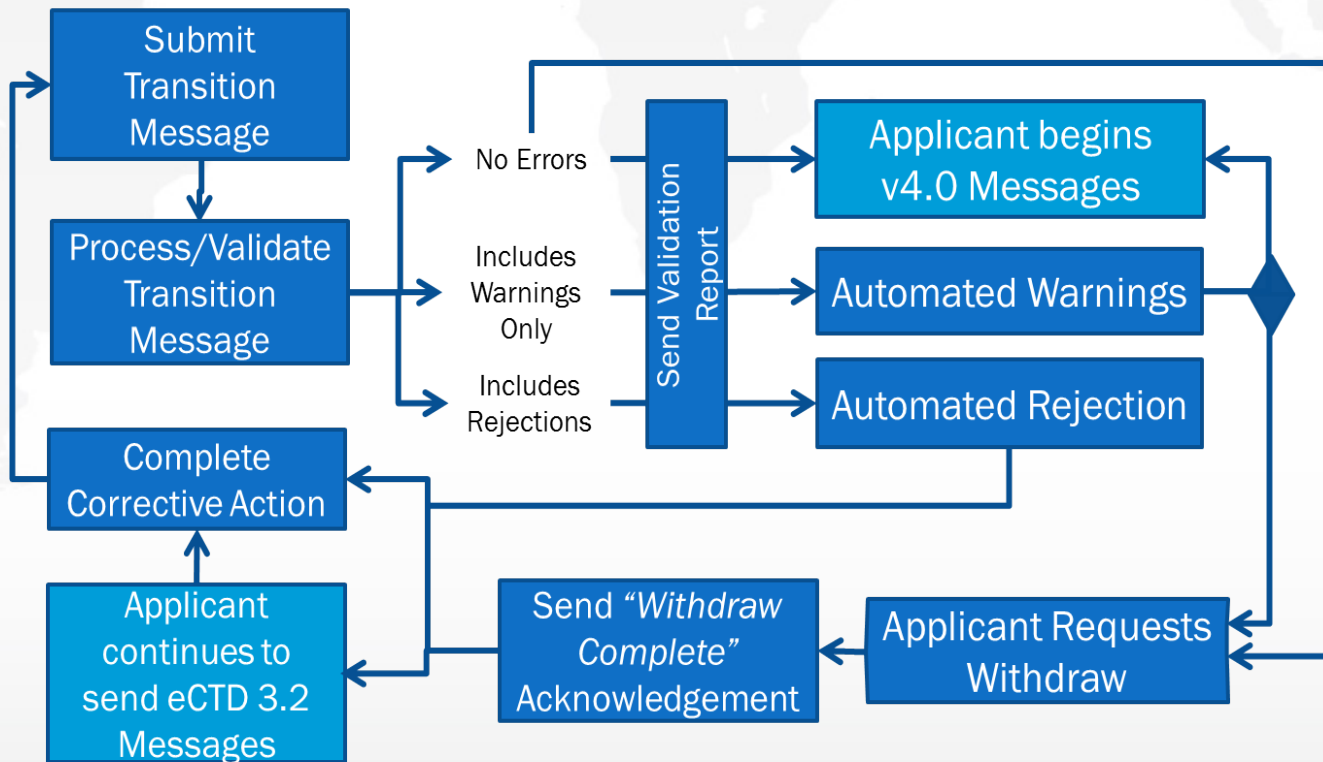 Submit
Transition
Message
Process/Validate
Transition
Message
No Errors
Includes
Warnings
Only
Includes
Rejections
Send Validation
Report
Applicant begins
v4.0 Messages
Automated Warnings
Automated Rejection
Complete
Corrective Action
Applicant
continues to
send eCTD 3.2
Messages
Send “Withdraw
Complete”
Acknowledgement
Applicant Requests
Withdraw